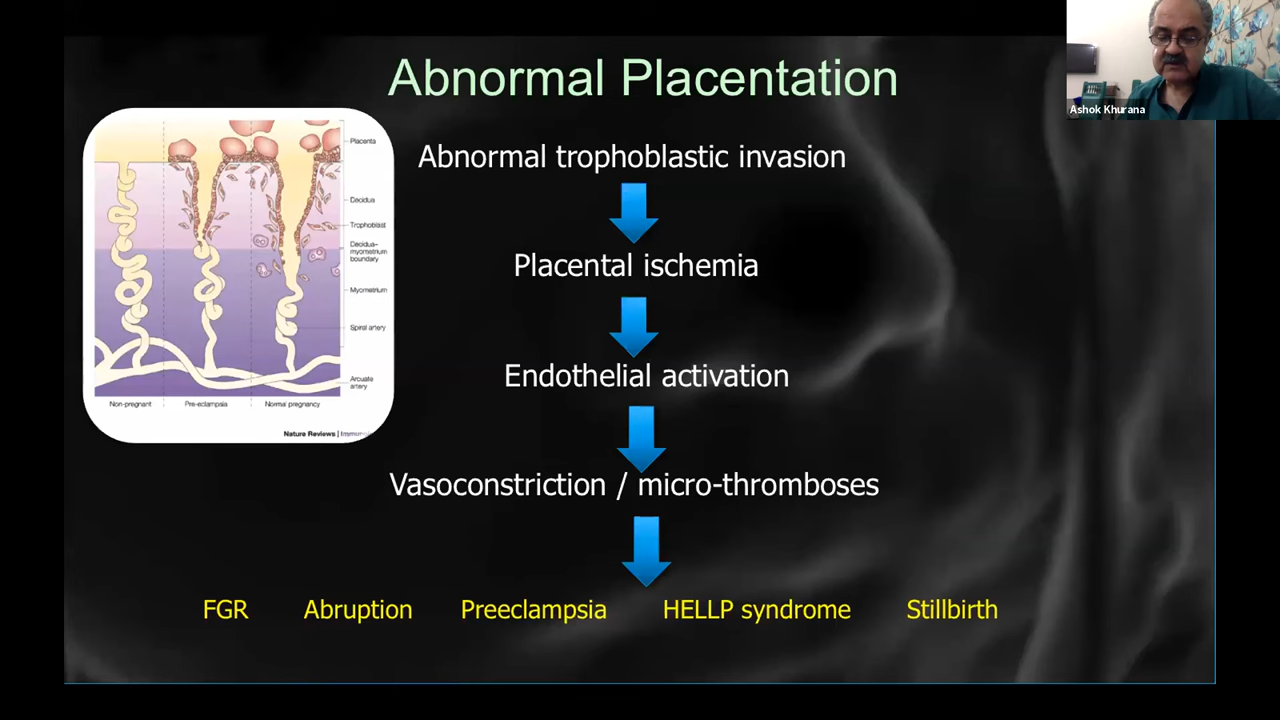 Abnormal Placentation
Ashok Khurana
Placenta
Decidua
Trophoblast
Decidua–
myometrium
boundary
Myometrium
Spiral artery
Arcuate
artery
Non-pregnant
Pre-eclampsia
Normal pregnancy
Nature Reviews |
Abnormal trophoblastic invasion
Placental ischemia
Endothelial activation
Vasoconstriction / micro-thromboses
FGR Abruption Preeclampsia HELLP syndrome Stillbirth